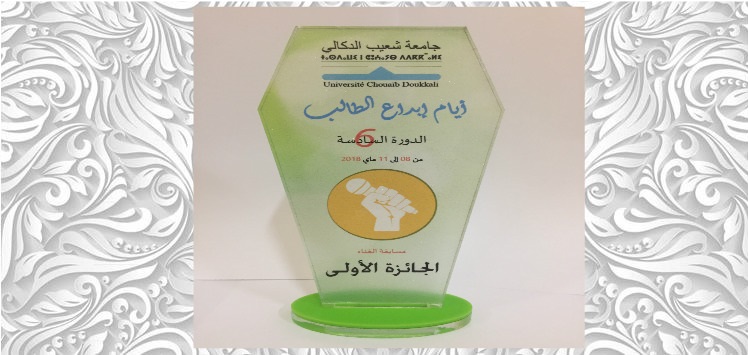 جامعة شعيب الدكالي
Université Chouaib Doukkali
أيام إبداع الطالب
الدورة السادسة
6
من 08 إلى 11 ماي 2018
مسابقة الغناء
الجائزة الأولى